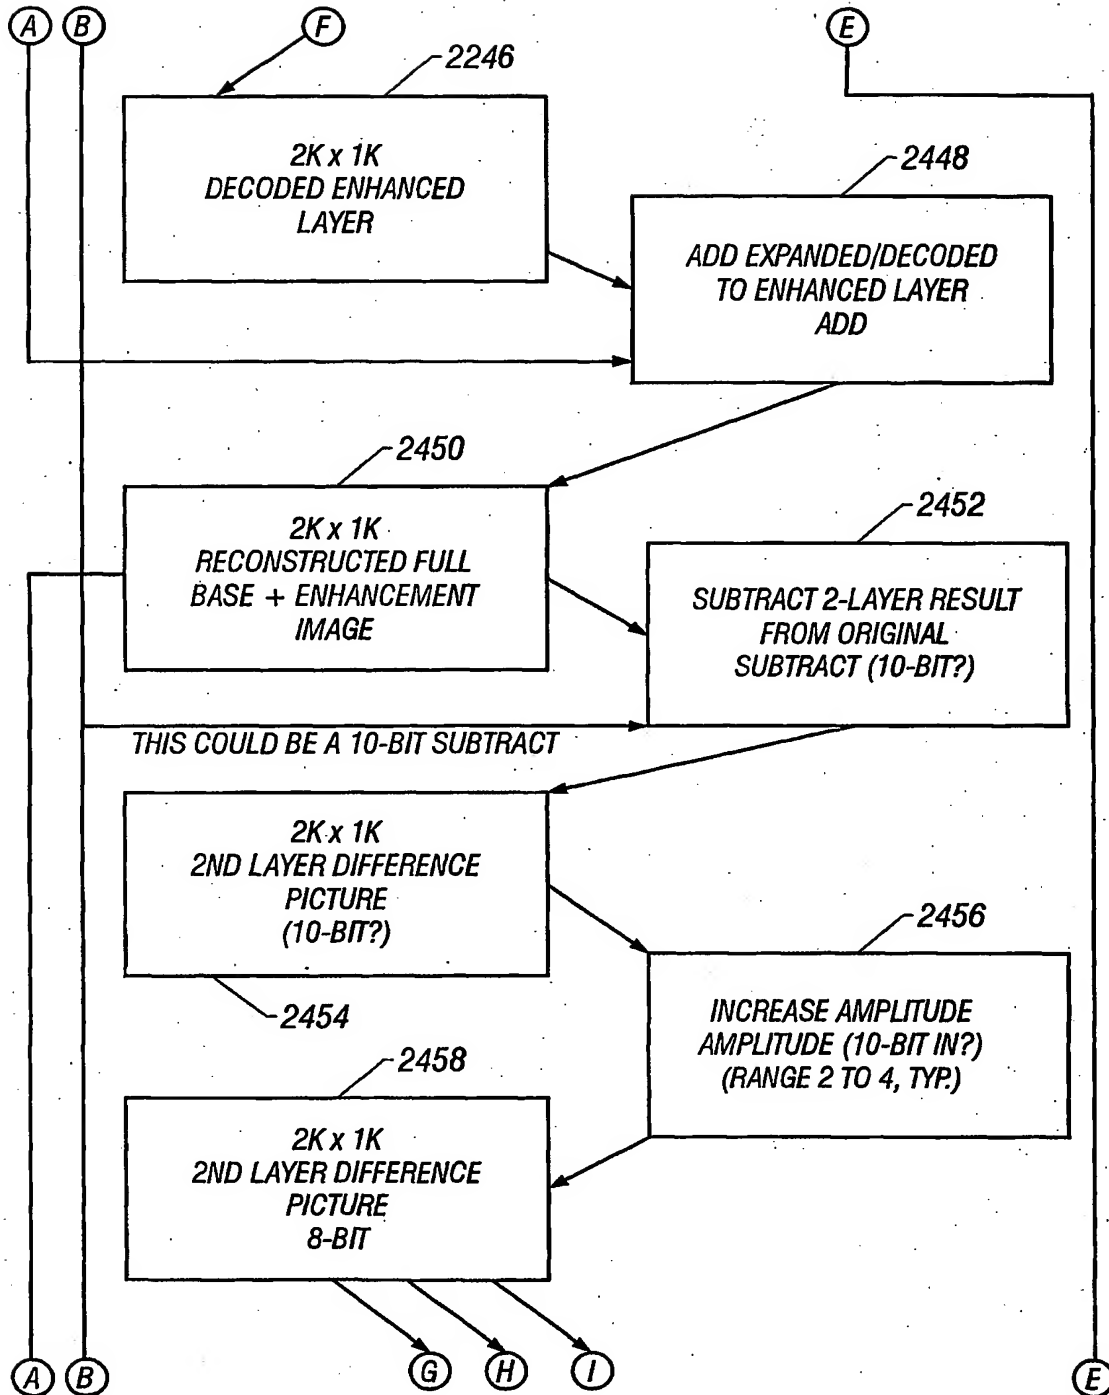 A B F E
2246
2K x 1K
DECODED ENHANCED
LAYER
2448
ADD EXPANDED/DECODED
TO ENHANCED LAYER
ADD
2450
2K x 1K
RECONSTRUCTED FULL
BASE + ENHANCEMENT
IMAGE
2452
SUBTRACT 2-LAYER RESULT
FROM ORIGINAL
SUBTRACT (10-BIT?)
THIS COULD BE A 10-BIT SUBTRACT
2K x 1K
2ND LAYER DIFFERENCE
PICTURE
(10-BIT?)
2454
2456
INCREASE AMPLITUDE
AMPLITUDE (10-BIT IN?)
(RANGE 2 TO 4, TYP.)
2458
2K x 1K
2ND LAYER DIFFERENCE
PICTURE
8-BIT
A B G H I E